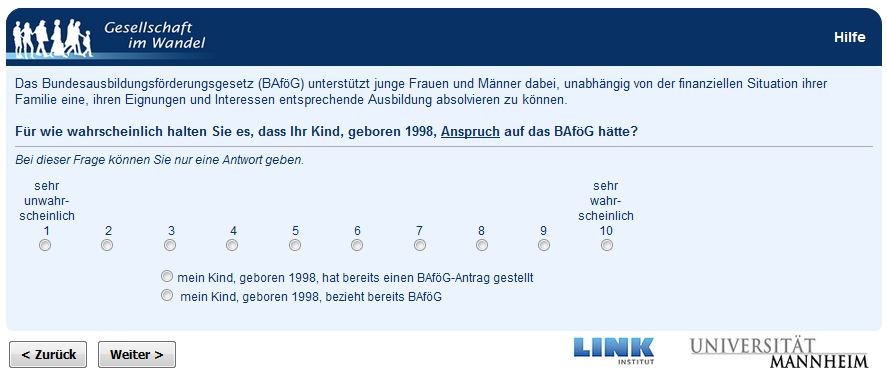 Gesellschaft
im Wandel
Hilfe
Das Bundesausbildungsförderungsgesetz (BAföG) unterstützt junge Frauen und Männer dabei, unabhängig von der finanziellen Situation ihrer
Familie eine, ihren Eignungen und Interessen entsprechende Ausbildung absolvieren zu können.
Für wie wahrscheinlich halten Sie es, dass Ihr Kind, geboren 1998, Anspruch auf das BAföG hätte?
Bei dieser Frage können Sie nur eine Antwort geben.
sehr
unwahr-
scheinlich
sehr
wahr-
scheinlich
1 2 3 4 5 6 7 8 9 10
mein Kind, geboren 1998, hat bereits einen BAföG-Antrag gestellt
mein Kind, geboren 1998, bezieht bereits BAföG
< Zurück
Weiter >
LINK
INSTITUT
UNIVERSITÄT
MANNHEIM